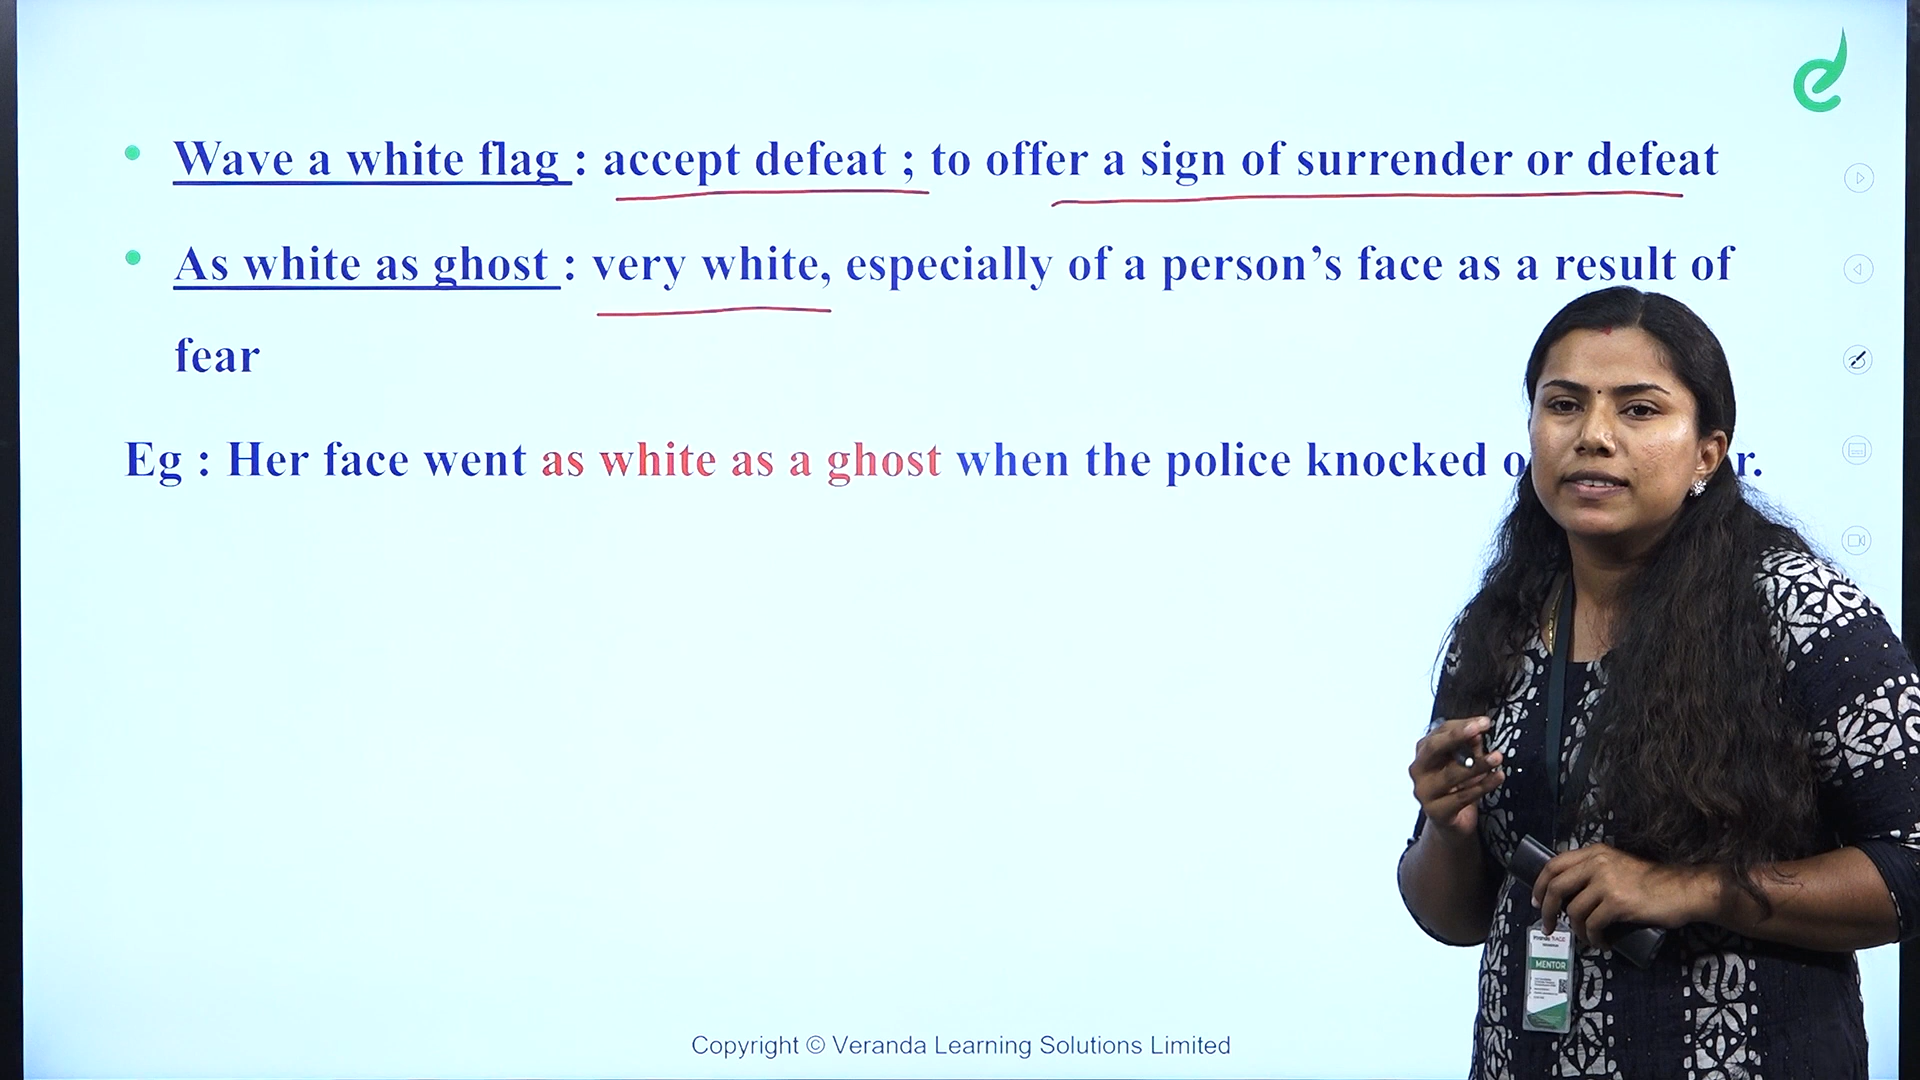 Wave a white flag : accept defeat ; to offer a sign of surrender or defeat
As white as ghost : very white, especially of a person’s face as a result of
fear
Eg : Her face went as white as a ghost when the police knocked o r.
MENTOR
Copyright © Veranda Learning Solutions Limited